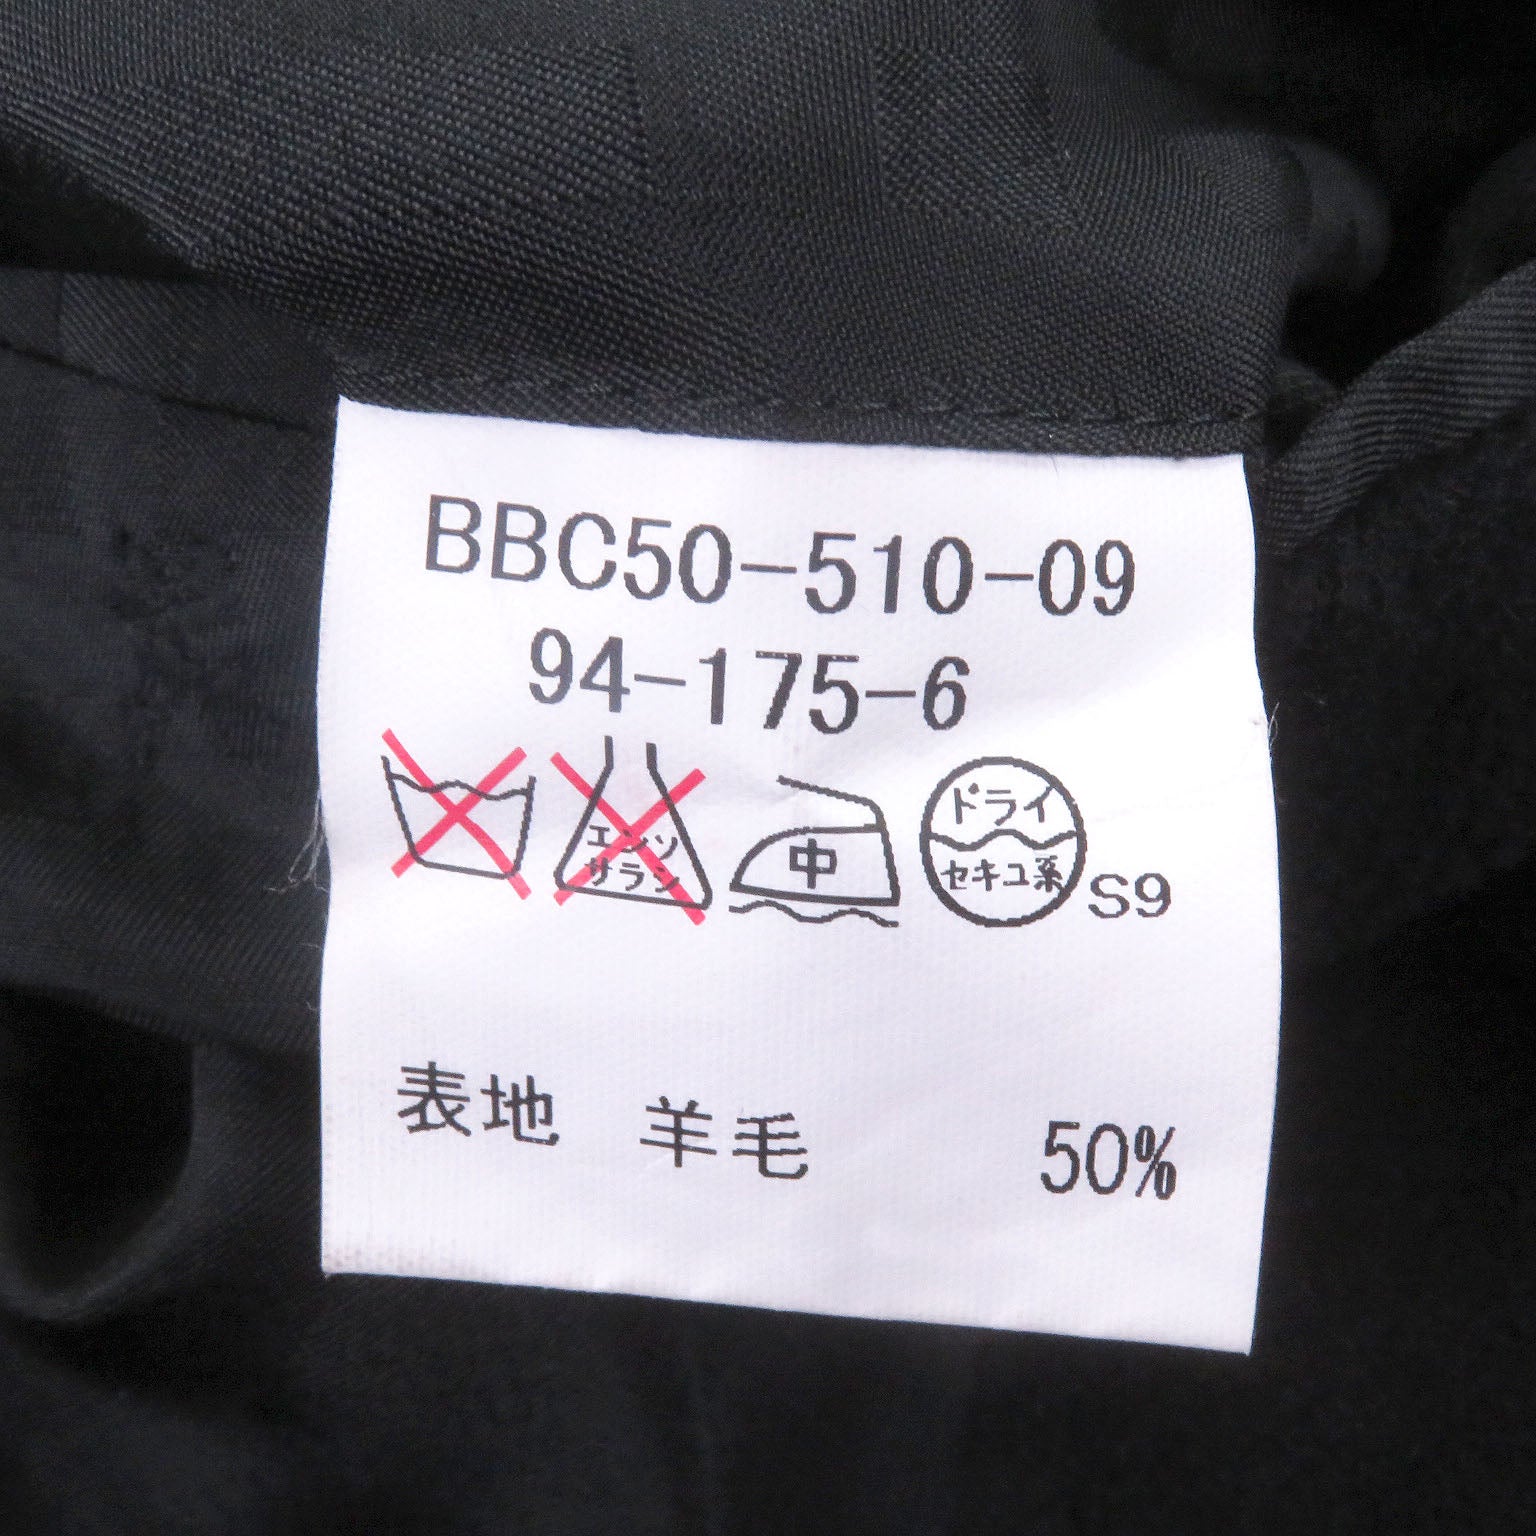 BBC50-510-09
94-175-6
エンソ
サラシ
中
ドライ
セキユ系
S9
表地 羊毛 50%